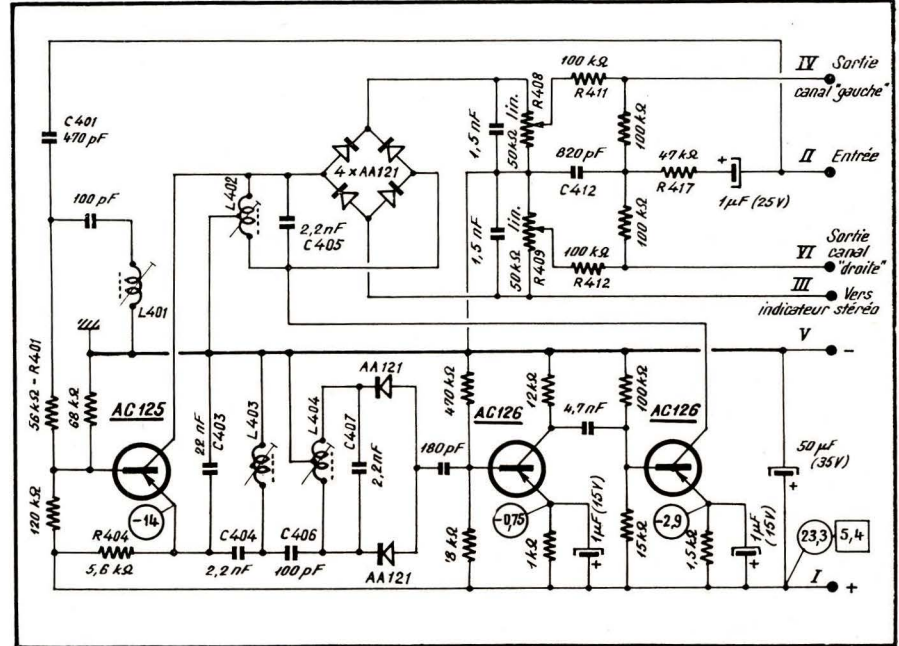 C401
470 pF
100 pF
L401
56 kΩ - R401
68 kΩ
120 kΩ
AC125
-14
R404
5,6 kΩ
L402
2,2 nF
C405
4 x AA121
22 nF
C403
L403
L404
C407
2,2 nF
C404
2,2 nF
C406
100 pF
AA121
AA121
180 pF
1,5 nF
1,5 nF
50 kΩ lin.
R408
50 kΩ lin.
R409
100 kΩ
R411
820 pF
C412
100 kΩ
R412
100 kΩ
100 kΩ
47 kΩ
R417
1 µF (25V)
IV Sortie
canal "gauche"
II Entrée
Sortie
VI canal
"droite"
III Vers
indicateur stéréo
V -
470 kΩ
AC126
-0,75
18 kΩ
1 kΩ
1 µF (15V)
12 kΩ
4,7 nF
100 kΩ
AC126
-2,9
15 kΩ
1,5 kΩ
1 µF (15V)
50 µF
(35V)
23,3
5,4
I +